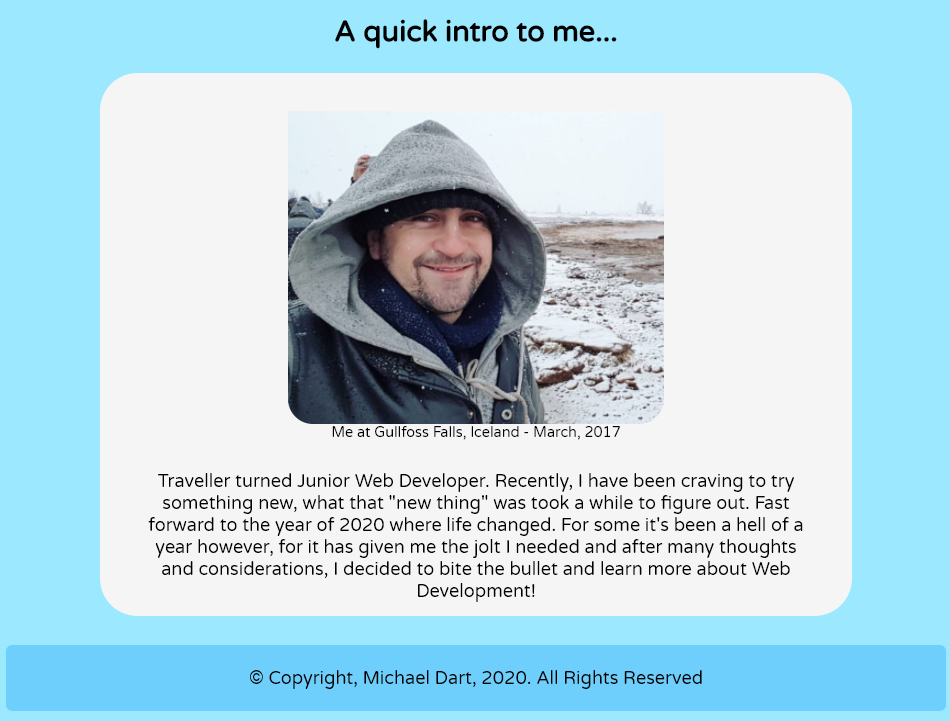 A quick intro to me...
Me at Gullfoss Falls, Iceland - March, 2017
Traveller turned Junior Web Developer. Recently, I have been craving to try
something new, what that "new thing" was took a while to figure out. Fast
forward to the year of 2020 where life changed. For some it's been a hell of a
year however, for it has given me the jolt I needed and after many thoughts
and considerations, I decided to bite the bullet and learn more about Web
Development!
© Copyright, Michael Dart, 2020. All Rights Reserved